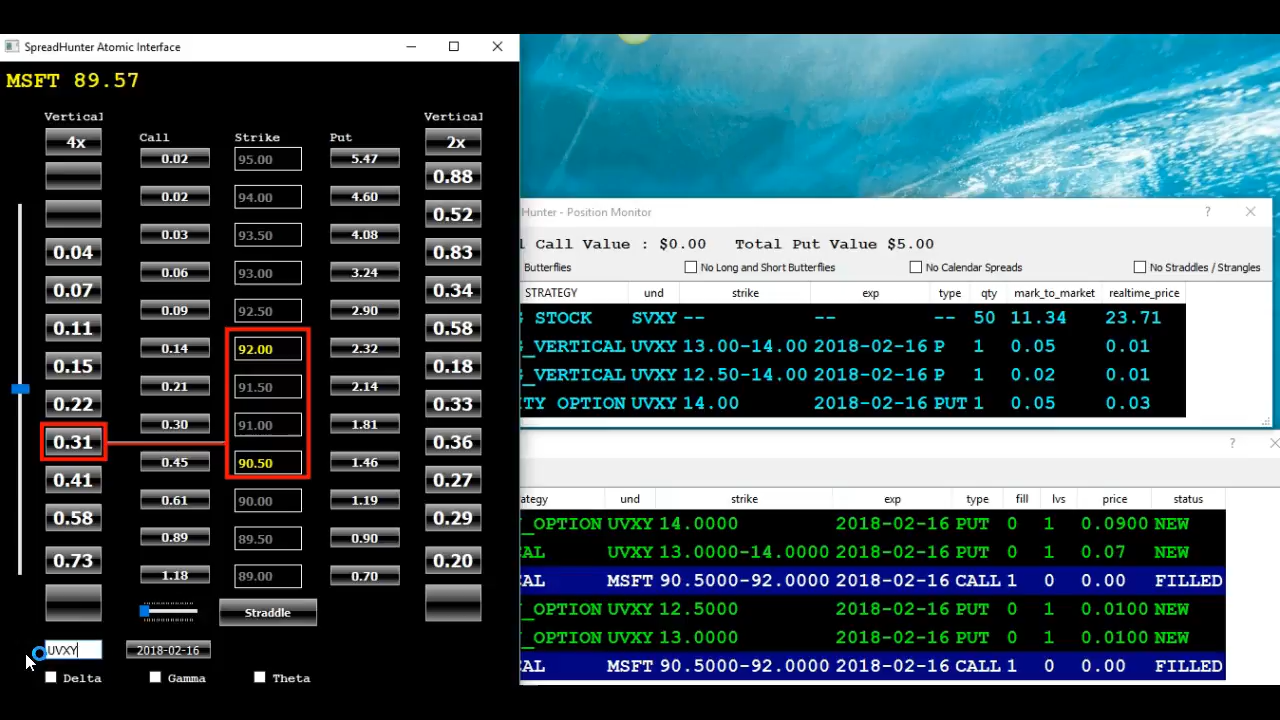 SpreadHunter Atomic Interface
MSFT 89.57
Vertical Vertical
Call Strike Put
4x 2x
0.02 95.00 5.47
0.88
0.02 94.00 4.60
0.52
0.03 93.50 4.08
0.04 0.83
0.06 93.00 3.24
0.07 0.34
0.09 92.50 2.90
0.11 0.58
0.14 92.00 2.32
0.15 0.18
0.21 91.50 2.14
0.22 0.33
0.30 91.00 1.81
0.31 0.36
0.45 90.50 1.46
0.41 0.27
0.61 90.00 1.19
0.58 0.29
0.89 89.50 0.90
0.73 0.20
1.18 89.00 0.70
Straddle
UVXY 2018-02-16
Delta Gamma Theta
Hunter - Position Monitor
l Call Value : $0.00 Total Put Value $5.00
Butterflies No Long and Short Butterflies No Calendar Spreads No Straddles / Strangles
STRATEGY und strike exp type qty mark_to_market realtime_price
G STOCK SVXY -- -- -- 50 11.34 23.71
G_VERTICAL UVXY 13.00-14.00 2018-02-16 P 1 0.05 0.01
G_VERTICAL UVXY 12.50-14.00 2018-02-16 P 1 0.02 0.01
ITY OPTION UVXY 14.00 2018-02-16 PUT 1 0.05 0.03
ategy und strike exp type fill lvs price status
Y_OPTION UVXY 14.0000 2018-02-16 PUT 0 1 0.0900 NEW
CAL UVXY 13.0000-14.0000 2018-02-16 PUT 0 1 0.07 NEW
CAL MSFT 90.5000-92.0000 2018-02-16 CALL 1 0 0.00 FILLED
Y_OPTION UVXY 12.5000 2018-02-16 PUT 0 1 0.0100 NEW
Y_OPTION UVXY 13.0000 2018-02-16 PUT 0 1 0.0100 NEW
CAL MSFT 90.5000-92.0000 2018-02-16 CALL 1 0 0.00 FILLED